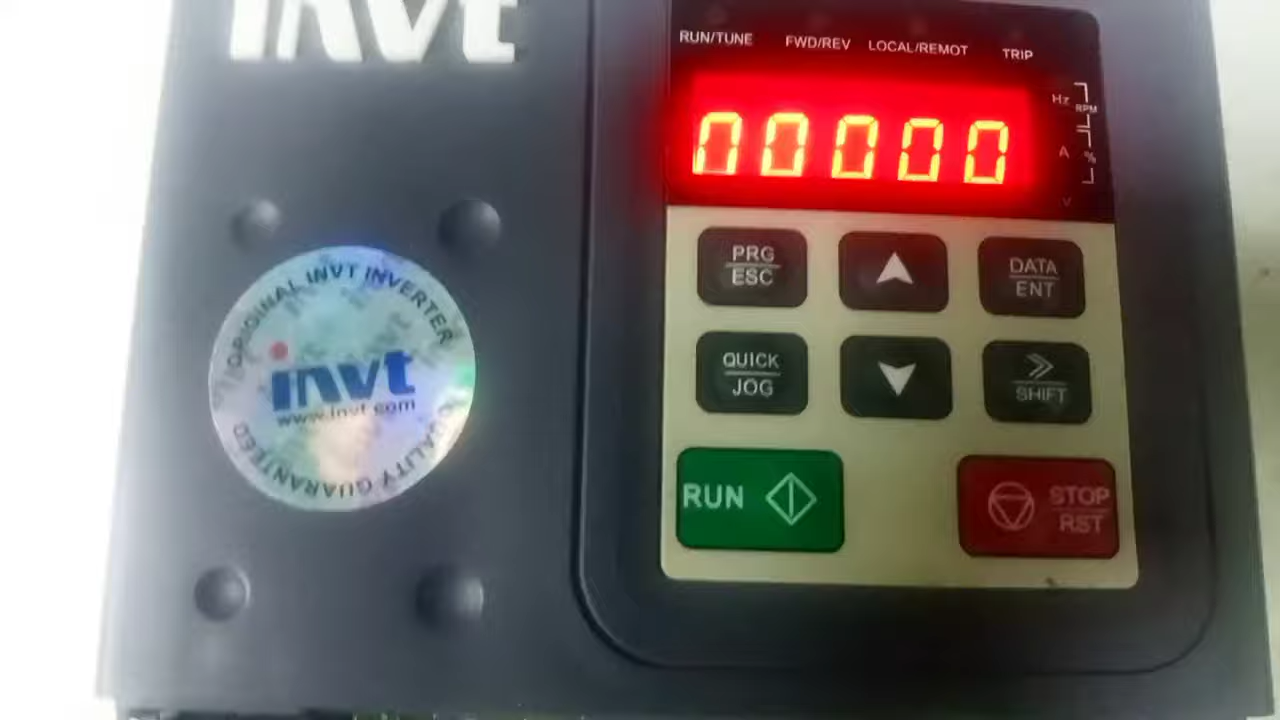 invt
RUN/TUNE FWD/REV LOCAL/REMOT TRIP
Hz
RPM
A
%
V
00000
PRG
ESC
DATA
ENT
QUICK
JOG
SHIFT
RUN
STOP
RST
ORIGINAL INVT INVERTER
invt
www.invt.com
QUALITY GUARANTEED